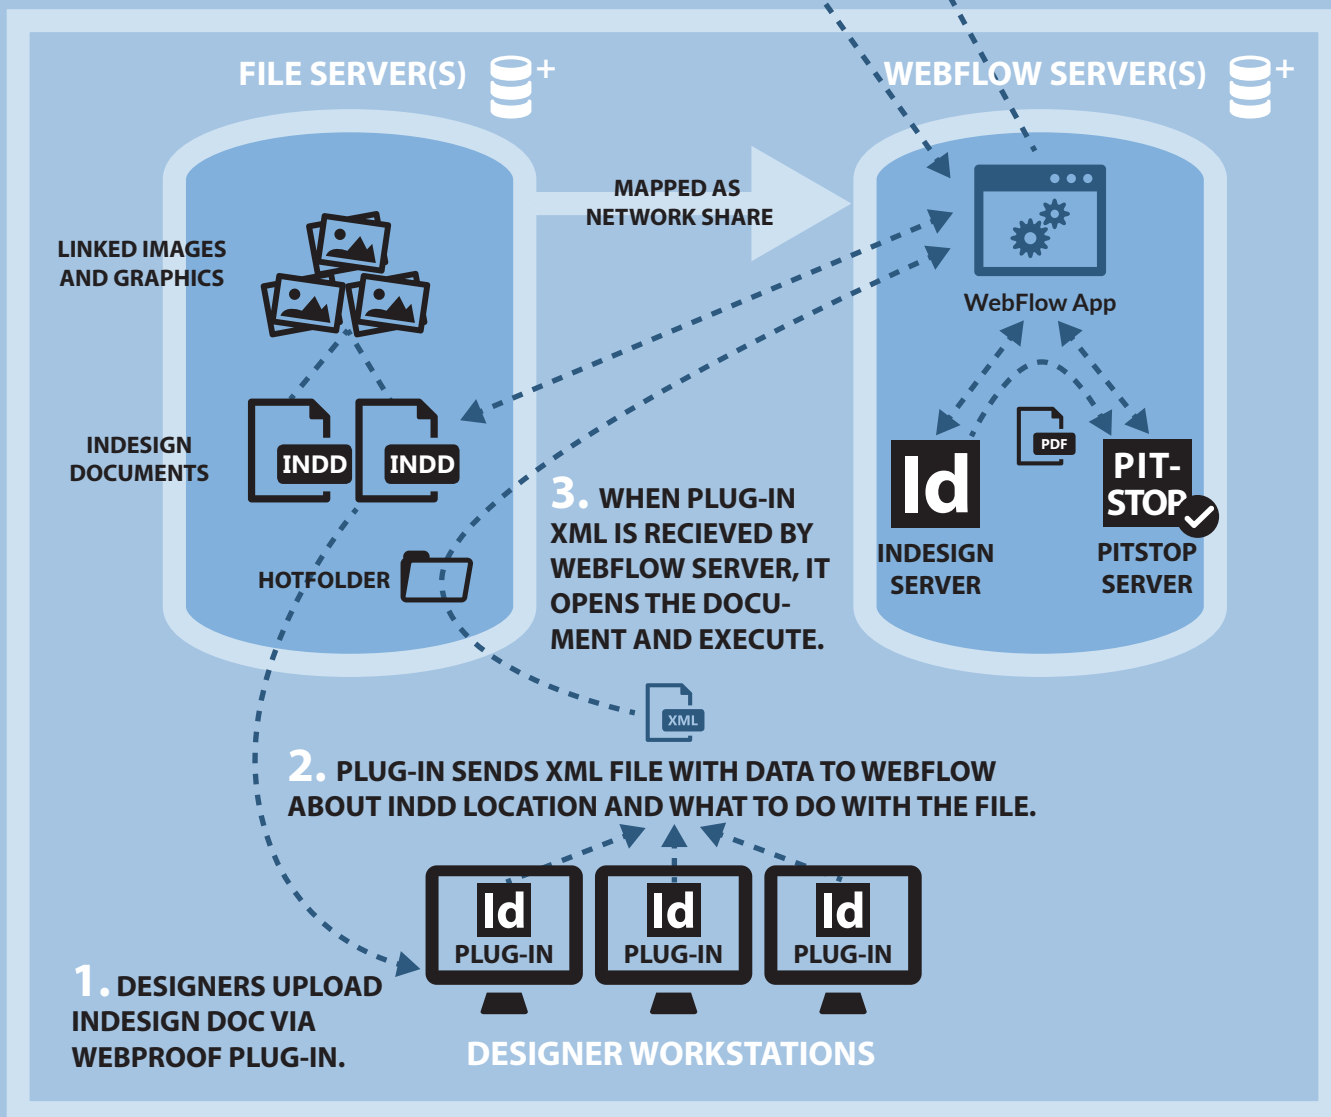 FILE SERVER(S)
+
WEBFLOW SERVER(S)
+
MAPPED AS
NETWORK SHARE
LINKED IMAGES
AND GRAPHICS
WebFlow App
INDESIGN
DOCUMENTS
INDD
INDD
PDF
Id
PIT-
STOP
INDESIGN
SERVER
PITSTOP
SERVER
HOTFOLDER
3. WHEN PLUG-IN
XML IS RECIEVED BY
WEBFLOW SERVER, IT
OPENS THE DOCU-
MENT AND EXECUTE.
XML
2. PLUG-IN SENDS XML FILE WITH DATA TO WEBFLOW
ABOUT INDD LOCATION AND WHAT TO DO WITH THE FILE.
Id
PLUG-IN
Id
PLUG-IN
Id
PLUG-IN
1. DESIGNERS UPLOAD
INDESIGN DOC VIA
WEBPROOF PLUG-IN.
DESIGNER WORKSTATIONS